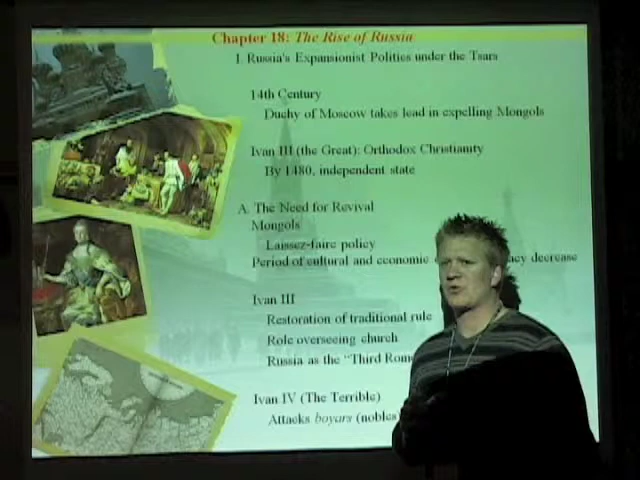 Chapter 18: The Rise of Russia
I. Russia's Expansionist Politics under the Tsars
14th Century
Duchy of Moscow takes lead in expelling Mongols
Ivan III (the Great): Orthodox Christianity
By 1480, independent state
A. The Need for Revival
Mongols
Laissez-faire policy
Period of cultural and economic decrease
Ivan III
Restoration of traditional rule
Role overseeing church
Russia as the "Third Rome
Ivan IV (The Terrible)
Attacks boyars (nobles